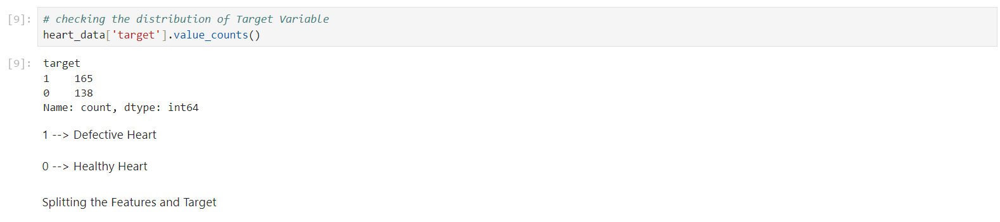 [9]: # checking the distribution of Target Variable
heart_data['target'].value_counts()
[9]: target
1    165
0    138
Name: count, dtype: int64
1 --> Defective Heart
0 --> Healthy Heart
Splitting the Features and Target